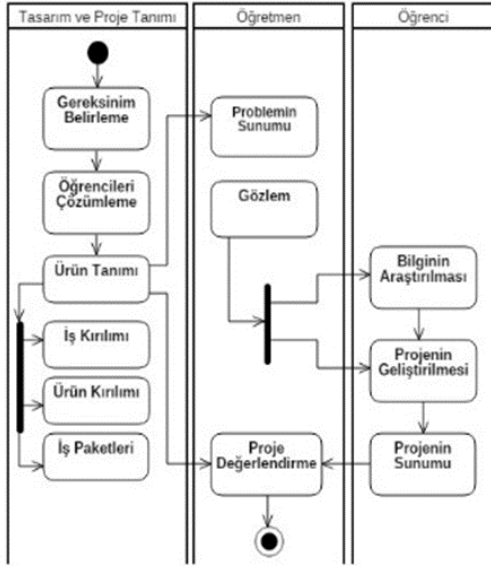 Tasarım ve Proje Tanımı
Öğretmen
Öğrenci
Gereksinim
Belirleme
Öğrencileri
Çözümleme
Ürün Tanımı
İş Kırılımı
Ürün Kırılımı
İş Paketleri
Problemin
Sunumu
Gözlem
Proje
Değerlendirme
Bilginin
Araştırılması
Projenin
Geliştirilmesi
Projenin
Sunumu